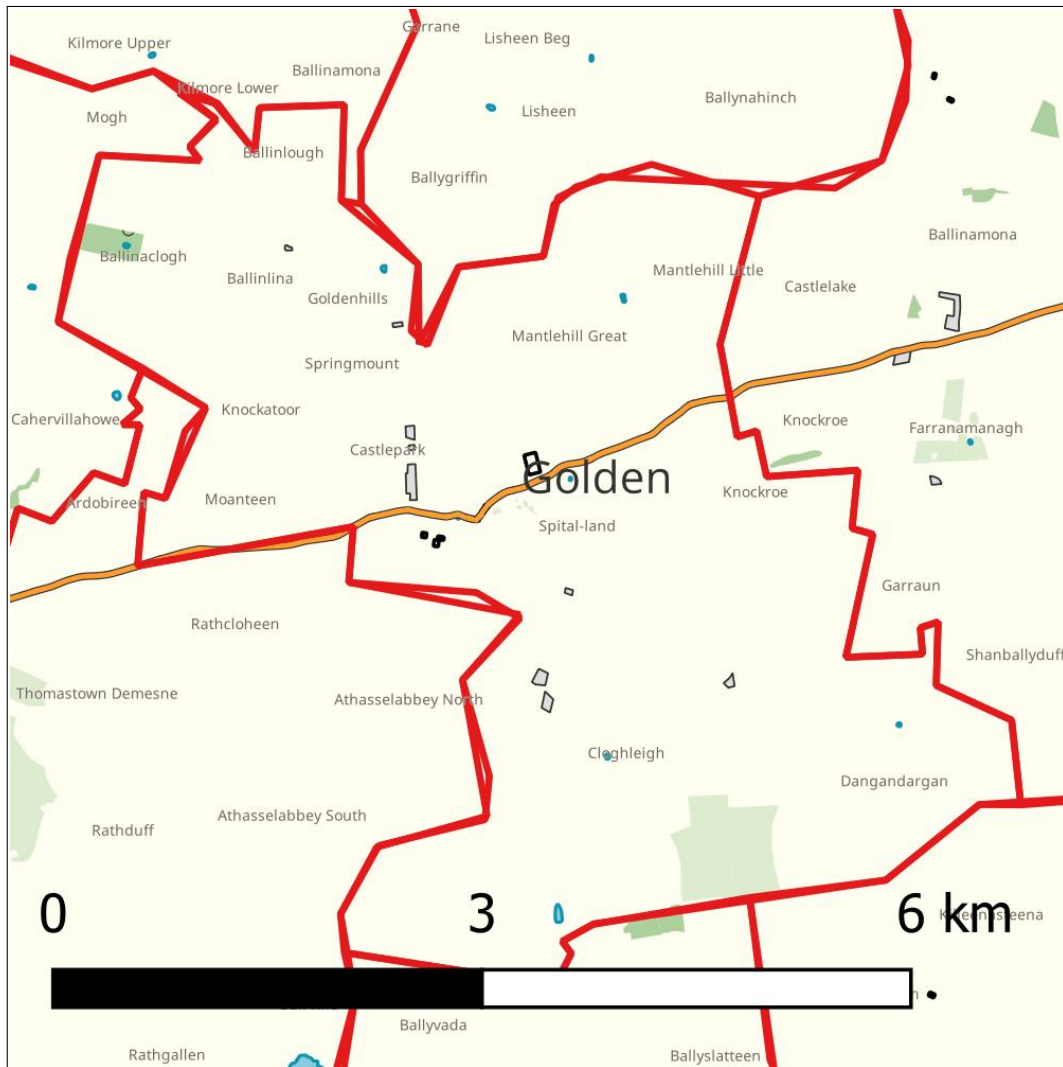 Garrane
Kilmore Upper
Lisheen Beg
Ballinamona
Kilmore Lower
Ballynahinch
Mogh
Lisheen
Ballinlough
Ballygriffin
Ballinamona
Ballinaclogh
Mantlehill Little
Ballinlina
Castlelake
Goldenhills
Mantlehill Great
Springmount
Knockatoor
Cahervillahowe
Knockroe
Farranamanagh
Castlepark
Golden
Knockroe
Moanteen
Ardobireen
Spital-land
Garraun
Rathcloheen
Shanballyduff
Thomastown Demesne
Athasselabbey North
Cloghleigh
Dangandargan
Athasselabbey South
Rathduff
0 3 6 km
Ballyvada
Rathgallen
Ballyslatteen